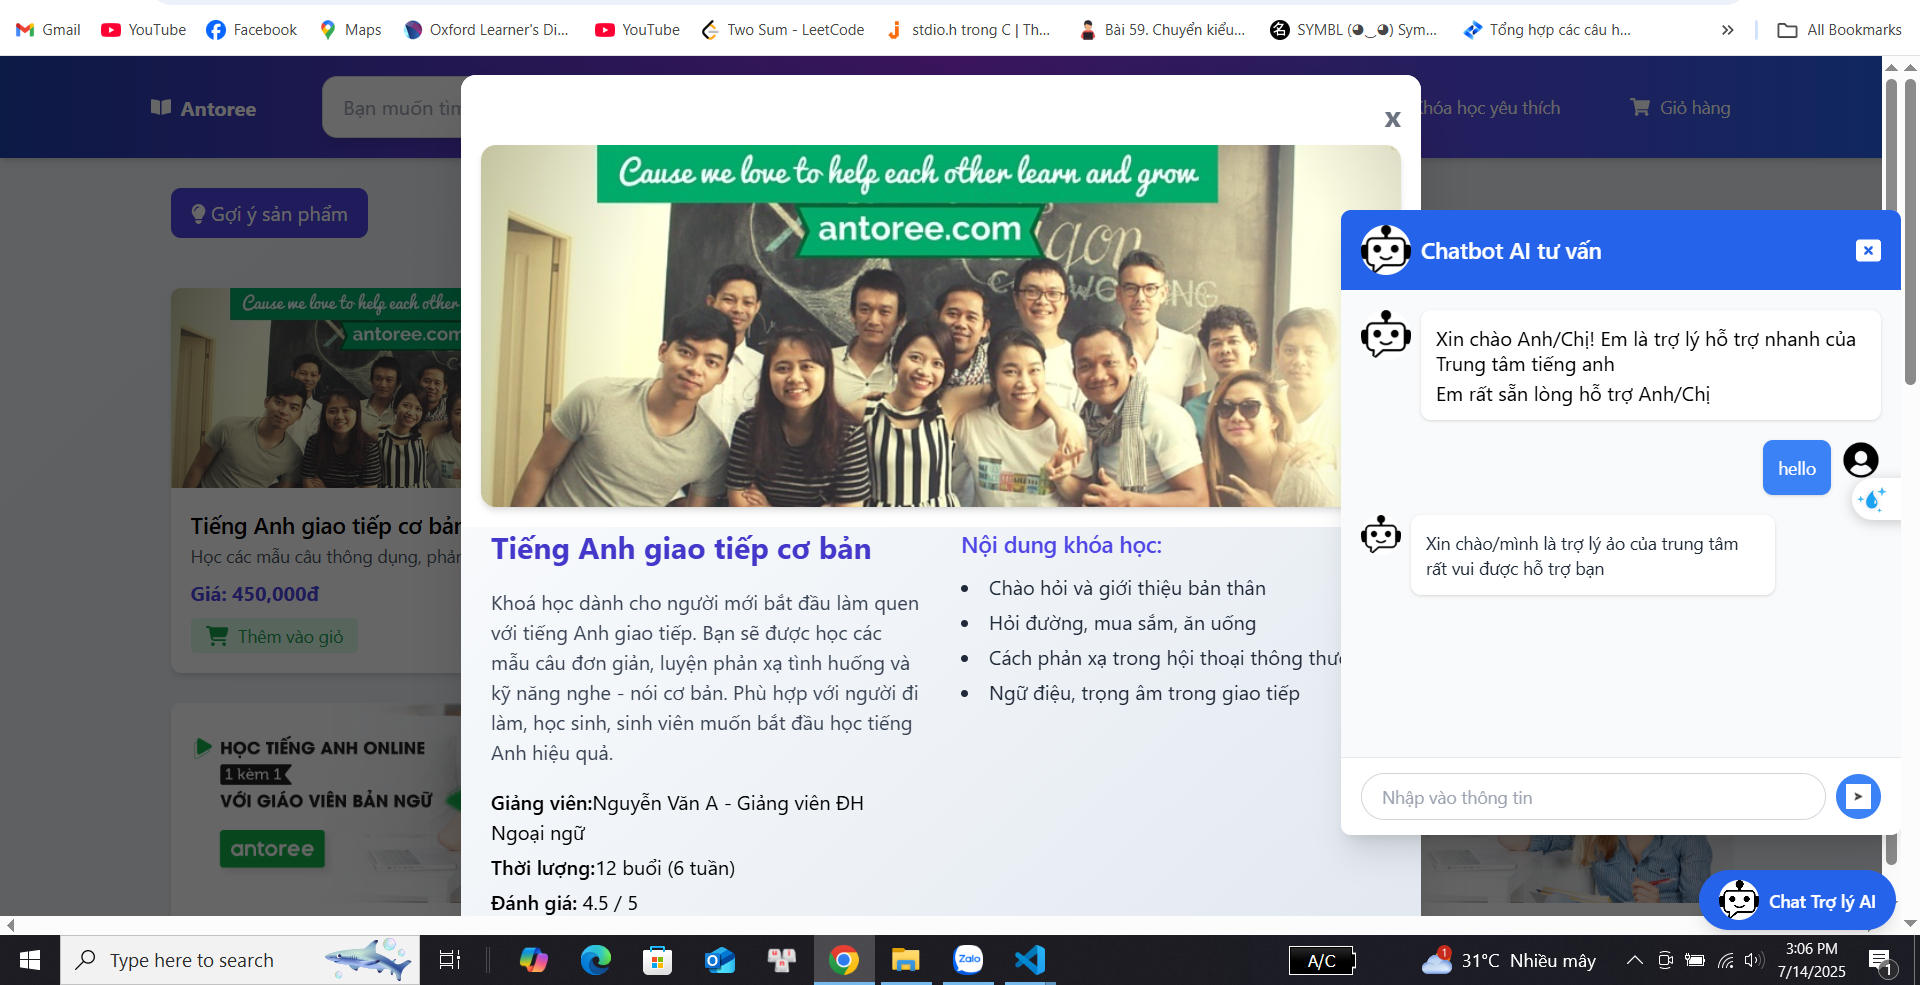 Gmail
YouTube
Facebook
Maps
Oxford Learner's Di...
YouTube
Two Sum - LeetCode
stdio.h trong C | Th...
Bài 59. Chuyển kiểu...
SYMBL (◕‿◕) Sym...
Tổng hợp các câu h...
»
All Bookmarks
Antoree
Bạn muốn tìm
Khóa học yêu thích
Giỏ hàng
x
Gợi ý sản phẩm
Cause we love to help each other learn and grow
antoree.com
Cause we love to help each other
antoree.com
Tiếng Anh giao tiếp cơ bản
Học các mẫu câu thông dụng, phản
Giá: 450,000đ
Thêm vào giỏ
HỌC TIẾNG ANH ONLINE
1 kèm 1
VỚI GIÁO VIÊN BẢN NGỮ
antoree
Tiếng Anh giao tiếp cơ bản
Khoá học dành cho người mới bắt đầu làm quen
với tiếng Anh giao tiếp. Bạn sẽ được học các
mẫu câu đơn giản, luyện phản xạ tình huống và
kỹ năng nghe - nói cơ bản. Phù hợp với người đi
làm, học sinh, sinh viên muốn bắt đầu học tiếng
Anh hiệu quả.
Giảng viên:Nguyễn Văn A - Giảng viên ĐH
Ngoại ngữ
Thời lượng:12 buổi (6 tuần)
Đánh giá: 4.5 / 5
Nội dung khóa học:
• Chào hỏi và giới thiệu bản thân
• Hỏi đường, mua sắm, ăn uống
• Cách phản xạ trong hội thoại thông thư
• Ngữ điệu, trọng âm trong giao tiếp
Chatbot AI tư vấn
Xin chào Anh/Chị! Em là trợ lý hỗ trợ nhanh của
Trung tâm tiếng anh
Em rất sẵn lòng hỗ trợ Anh/Chị
hello
Xin chào/mình là trợ lý ảo của trung tâm
rất vui được hỗ trợ bạn
Nhập vào thông tin
Chat Trợ lý AI
Type here to search
Zalo
A/C
1
31°C Nhiều mây
3:06 PM
7/14/2025
1